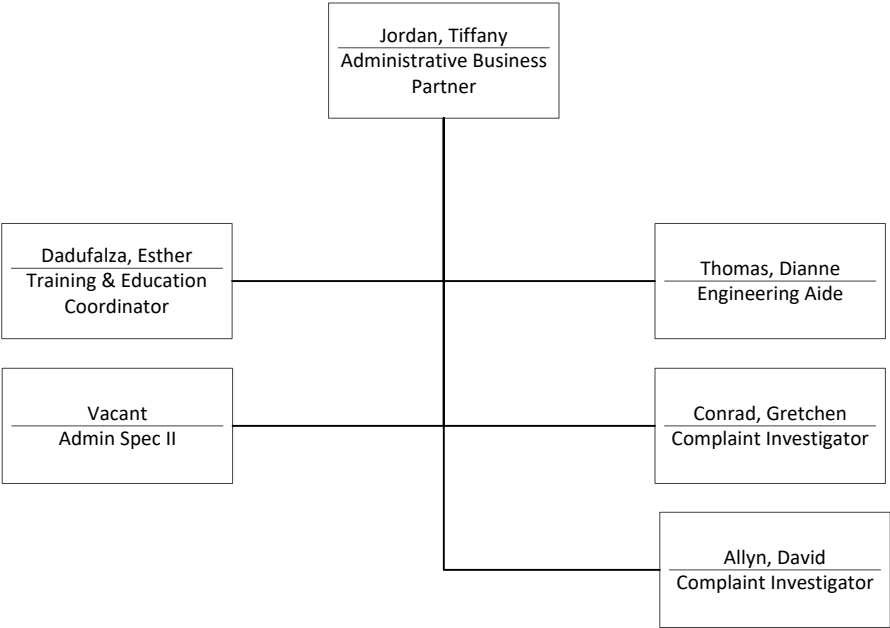 Jordan, Tiffany
Administrative Business
Partner
Dadufalza, Esther
Training & Education
Coordinator
Thomas, Dianne
Engineering Aide
Vacant
Admin Spec II
Conrad, Gretchen
Complaint Investigator
Allyn, David
Complaint Investigator